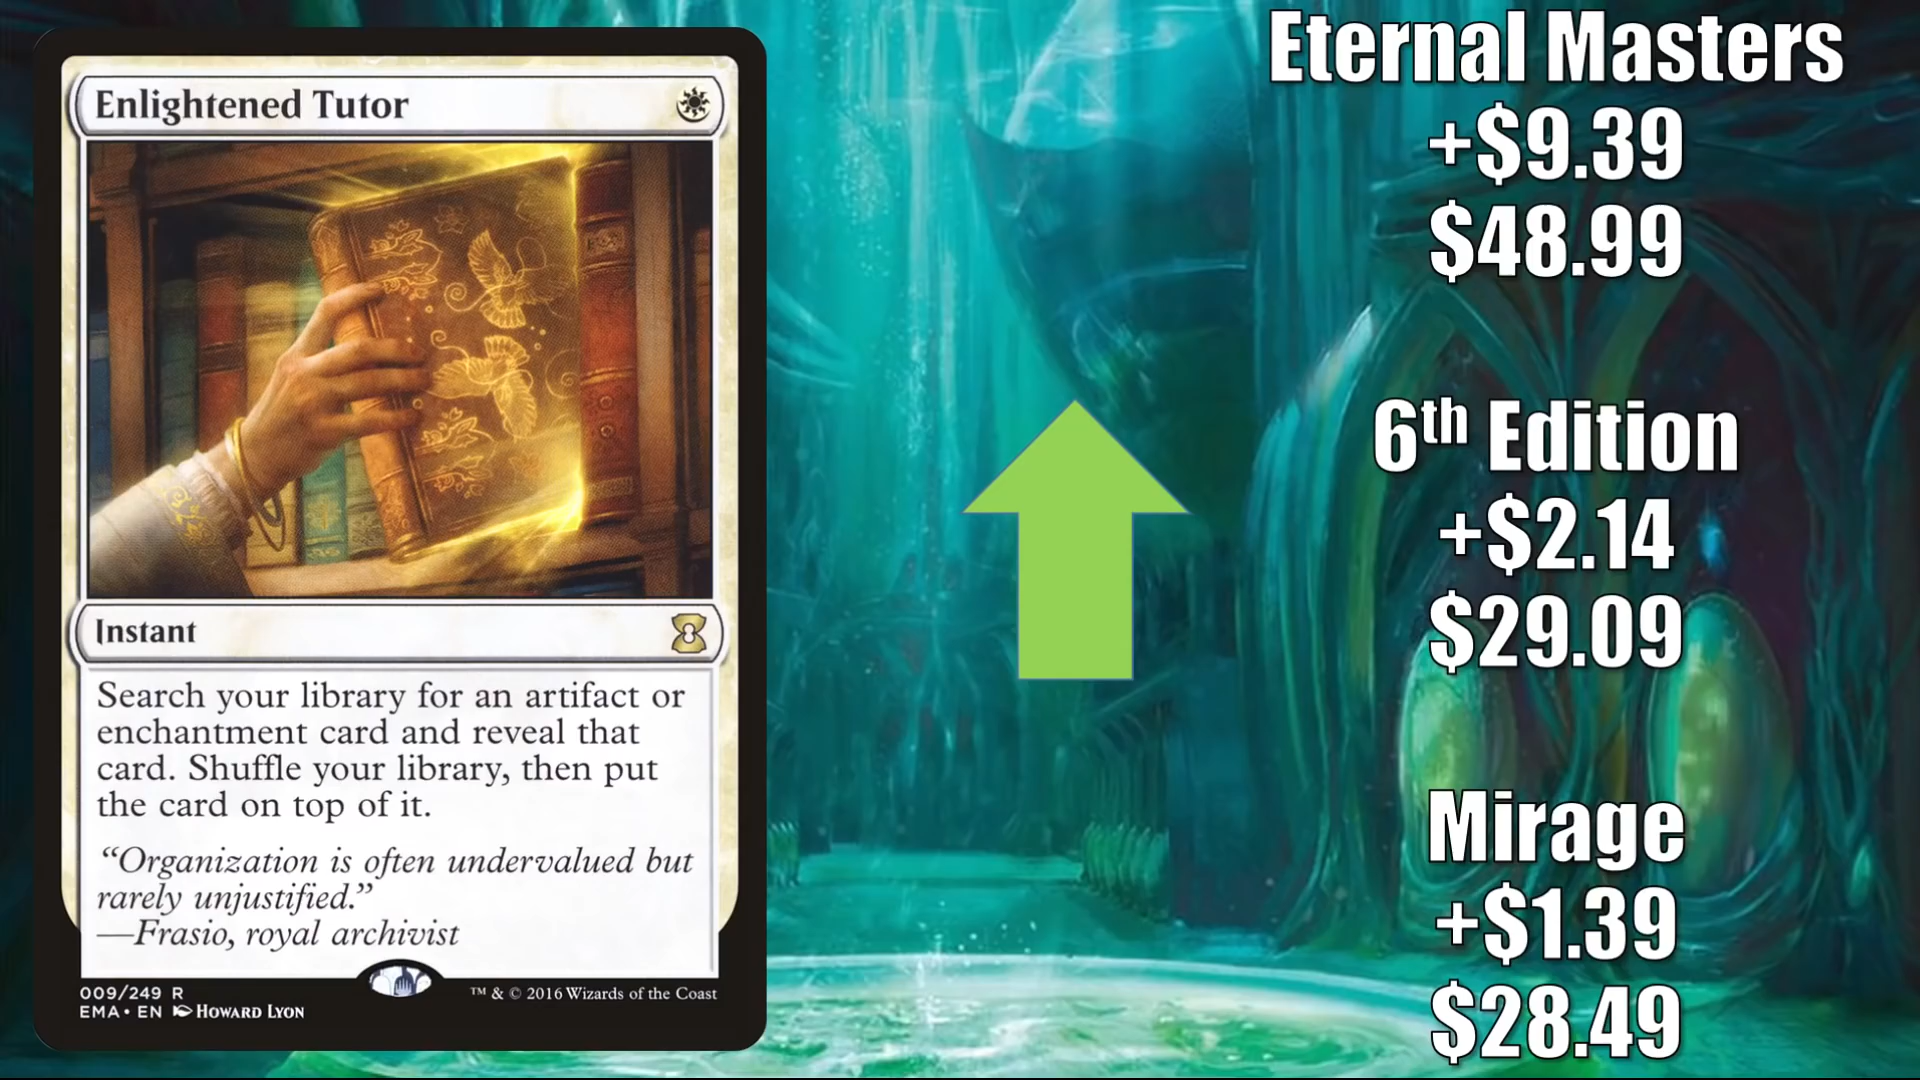 Enlightened Tutor
Instant
Search your library for an artifact or
enchantment card and reveal that
card. Shuffle your library, then put
the card on top of it.
“Organization is often undervalued but
rarely unjustified.”
—Frasio, royal archivist
009/249 R
EMA • EN Howard Lyon
™ & © 2016 Wizards of the Coast
Eternal Masters
+$9.39
$48.99
6th Edition
+$2.14
$29.09
Mirage
+$1.39
$28.49